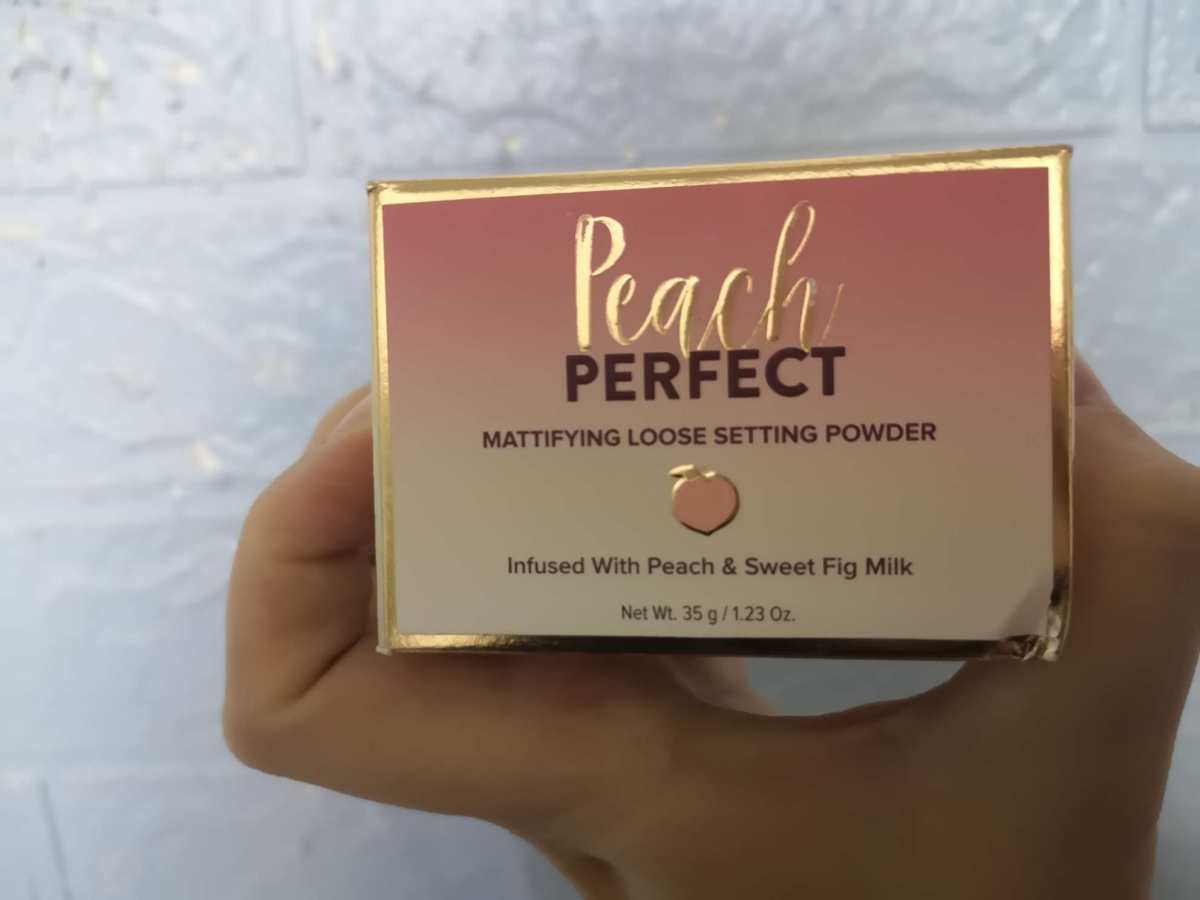 Peach
PERFECT
MATTIFYING LOOSE SETTING POWDER
Infused With Peach & Sweet Fig Milk
Net Wt. 35 g / 1.23 Oz.